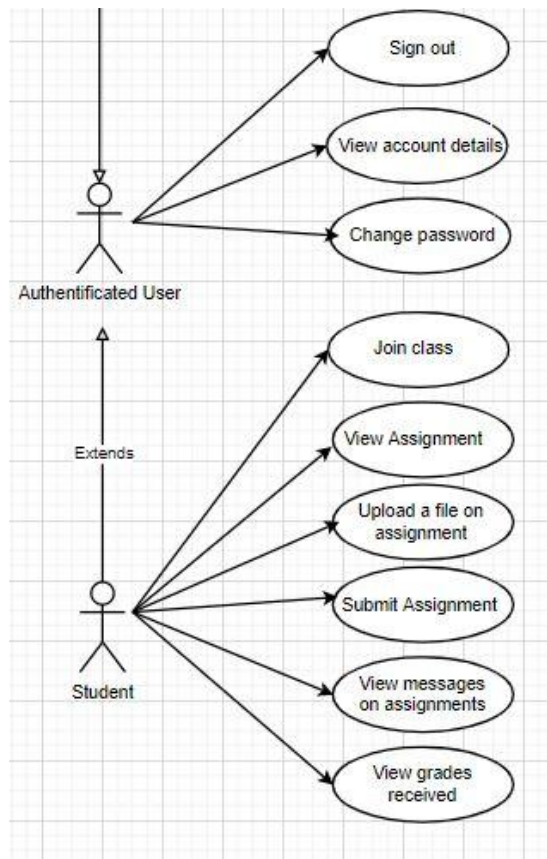 Sign out
View account details
Change password
Authentificated User
Join class
View Assignment
Extends
Upload a file on
assignment
Submit Assignment
Student
View messages
on assignments
View grades
received